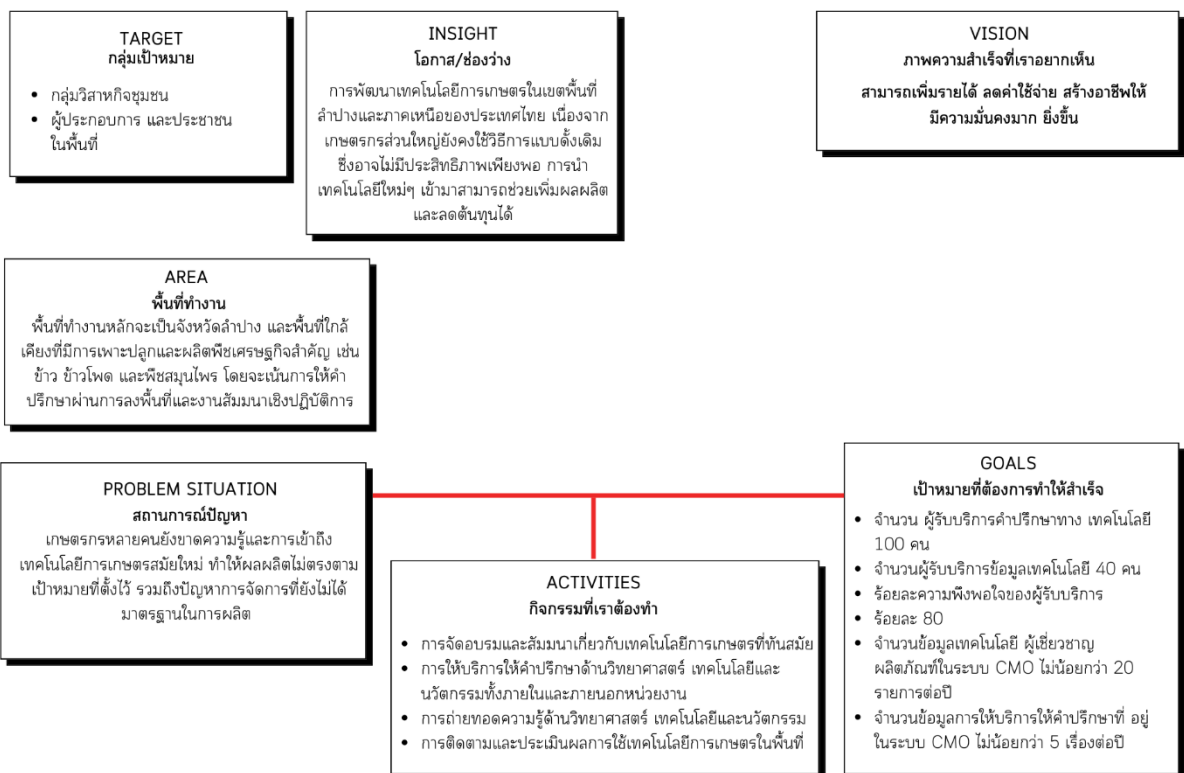 TARGET
กลุ่มเป้าหมาย
• กลุ่มวิสาหกิจชุมชน
• ผู้ประกอบการ และประชาชน
ในพื้นที่
INSIGHT
โอกาส/ช่องว่าง
การพัฒนาเทคโนโลยีการเกษตรในเขตพื้นที่
ลำปางและภาคเหนือของประเทศไทย เนื่องจาก
เกษตรกรส่วนใหญ่ยังคงใช้วิธีการแบบดั้งเดิม
ซึ่งอาจไม่มีประสิทธิภาพเพียงพอ การนำ
เทคโนโลยีใหม่ๆ เข้ามาสามารถช่วยเพิ่มผลผลิต
และลดต้นทุนได้
VISION
ภาพความสำเร็จที่เราอยากเห็น
สามารถเพิ่มรายได้ ลดค่าใช้จ่าย สร้างอาชีพให้
มีความมั่นคงมาก ยิ่งขึ้น
AREA
พื้นที่ทำงาน
พื้นที่ทำงานหลักจะเป็นจังหวัดลำปาง และพื้นที่ใกล้
เคียงที่มีการเพาะปลูกและผลิตพืชเศรษฐกิจสำคัญ เช่น
ข้าว ข้าวโพด และพืชสมุนไพร โดยจะเน้นการให้คำ
ปรึกษาผ่านการลงพื้นที่และงานสัมมนาเชิงปฏิบัติการ
PROBLEM SITUATION
สถานการณ์ปัญหา
เกษตรกรหลายคนยังขาดความรู้และการเข้าถึง
เทคโนโลยีการเกษตรสมัยใหม่ ทำให้ผลผลิตไม่ตรงตาม
เป้าหมายที่ตั้งไว้ รวมถึงปัญหาการจัดการที่ยังไม่ได้
มาตรฐานในการผลิต
ACTIVITIES
กิจกรรมที่เราต้องทำ
• การจัดอบรมและสัมมนาเกี่ยวกับเทคโนโลยีการเกษตรที่ทันสมัย
• การให้บริการให้คำปรึกษาด้านวิทยาศาสตร์ เทคโนโลยีและ
นวัตกรรมทั้งภายในและภายนอกหน่วยงาน
• การถ่ายทอดความรู้ด้านวิทยาศาสตร์ เทคโนโลยีและนวัตกรรม
• การติดตามและประเมินผลการใช้เทคโนโลยีการเกษตรในพื้นที่
GOALS
เป้าหมายที่ต้องการทำให้สำเร็จ
• จำนวน ผู้รับบริการคำปรึกษาทาง เทคโนโลยี
100 คน
• จำนวนผู้รับบริการข้อมูลเทคโนโลยี 40 คน
• ร้อยละความพึงพอใจของผู้รับบริการ
• ร้อยละ 80
• จำนวนข้อมูลเทคโนโลยี ผู้เชี่ยวชาญ
ผลิตภัณฑ์ในระบบ CMO ไม่น้อยกว่า 20
รายการต่อปี
• จำนวนข้อมูลการให้บริการให้คำปรึกษาที่ อยู่
ในระบบ CMO ไม่น้อยกว่า 5 เรื่องต่อปี